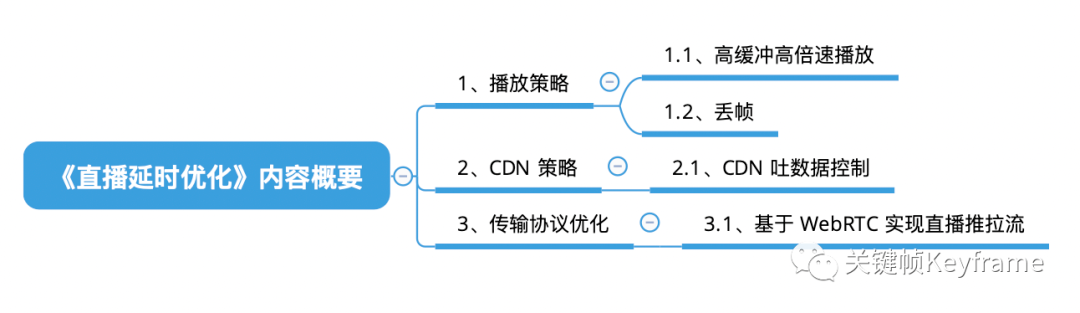 《直播延时优化》内容概要
1、播放策略
1.1、高缓冲高倍速播放
1.2、丢帧
2、CDN 策略
2.1、CDN 吐数据控制
3、传输协议优化
3.1、基于 WebRTC 实现直播推拉流
关键帧Keyframe